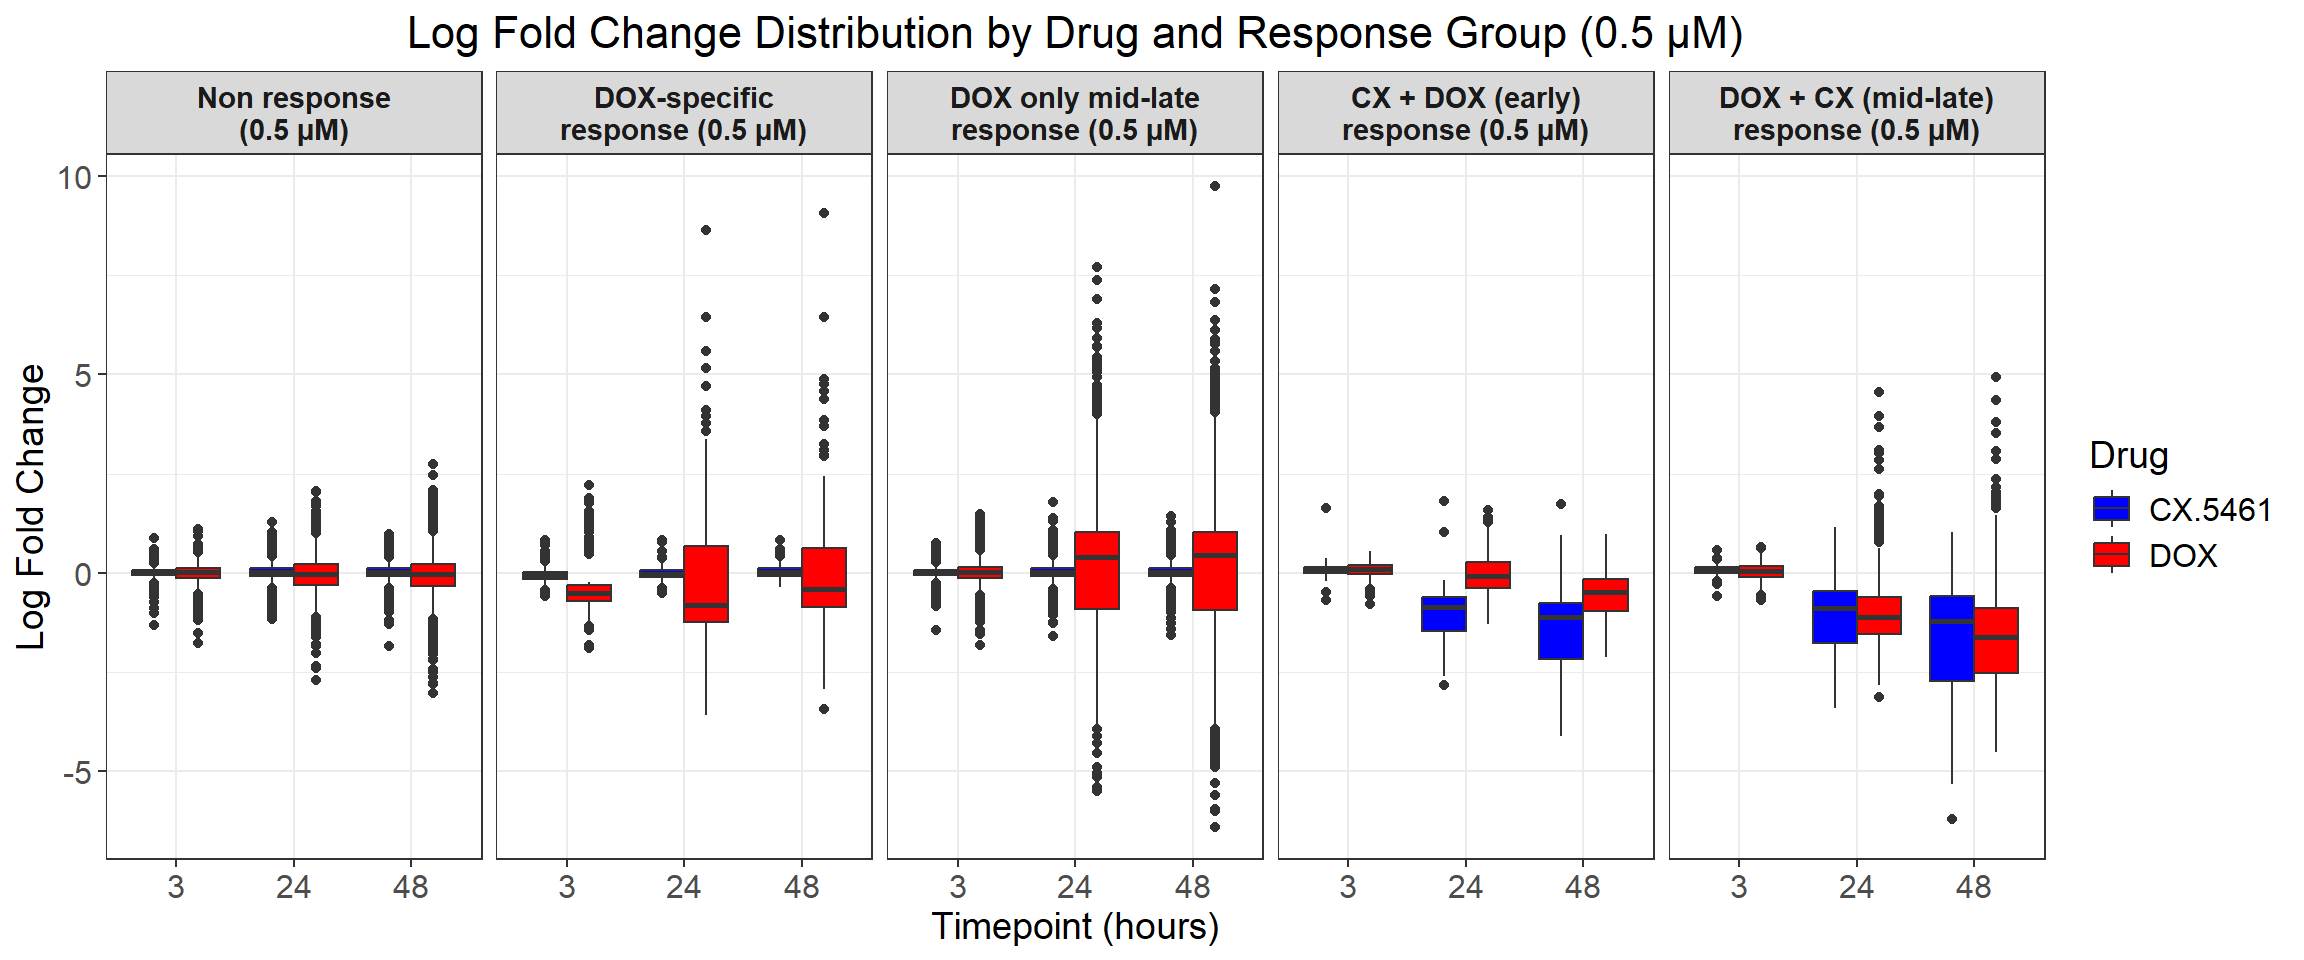 Log Fold Change Distribution by Drug and Response Group (0.5 µM)
Non response
(0.5 µM)
DOX-specific
response (0.5 µM)
DOX only mid-late
response (0.5 µM)
CX + DOX (early)
response (0.5 µM)
DOX + CX (mid-late)
response (0.5 µM)
Log Fold Change
10
5
0
-5
3 24 48
3 24 48
3 24 48
3 24 48
3 24 48
Timepoint (hours)
Drug
CX.5461
DOX